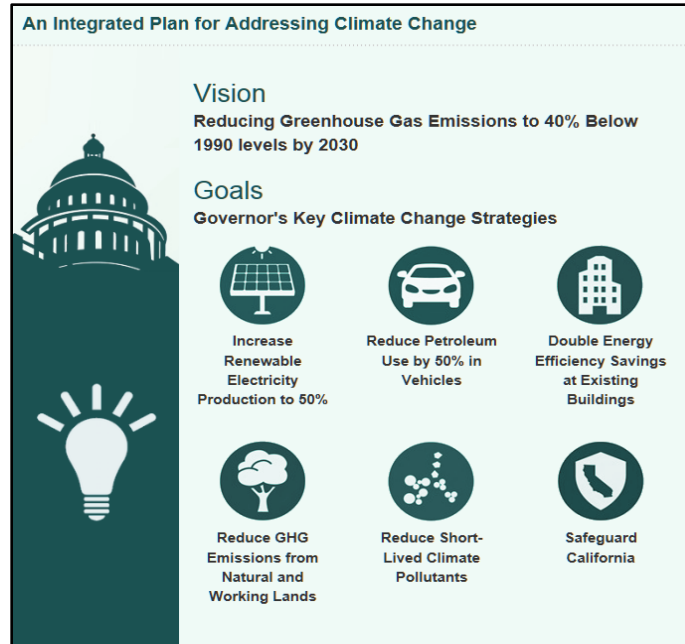 An Integrated Plan for Addressing Climate Change
Vision
Reducing Greenhouse Gas Emissions to 40% Below
1990 levels by 2030
Goals
Governor's Key Climate Change Strategies
Increase
Renewable
Electricity
Production to 50%
Reduce Petroleum
Use by 50% in
Vehicles
Double Energy
Efficiency Savings
at Existing
Buildings
Reduce GHG
Emissions from
Natural and
Working Lands
Reduce Short-
Lived Climate
Pollutants
Safeguard
California